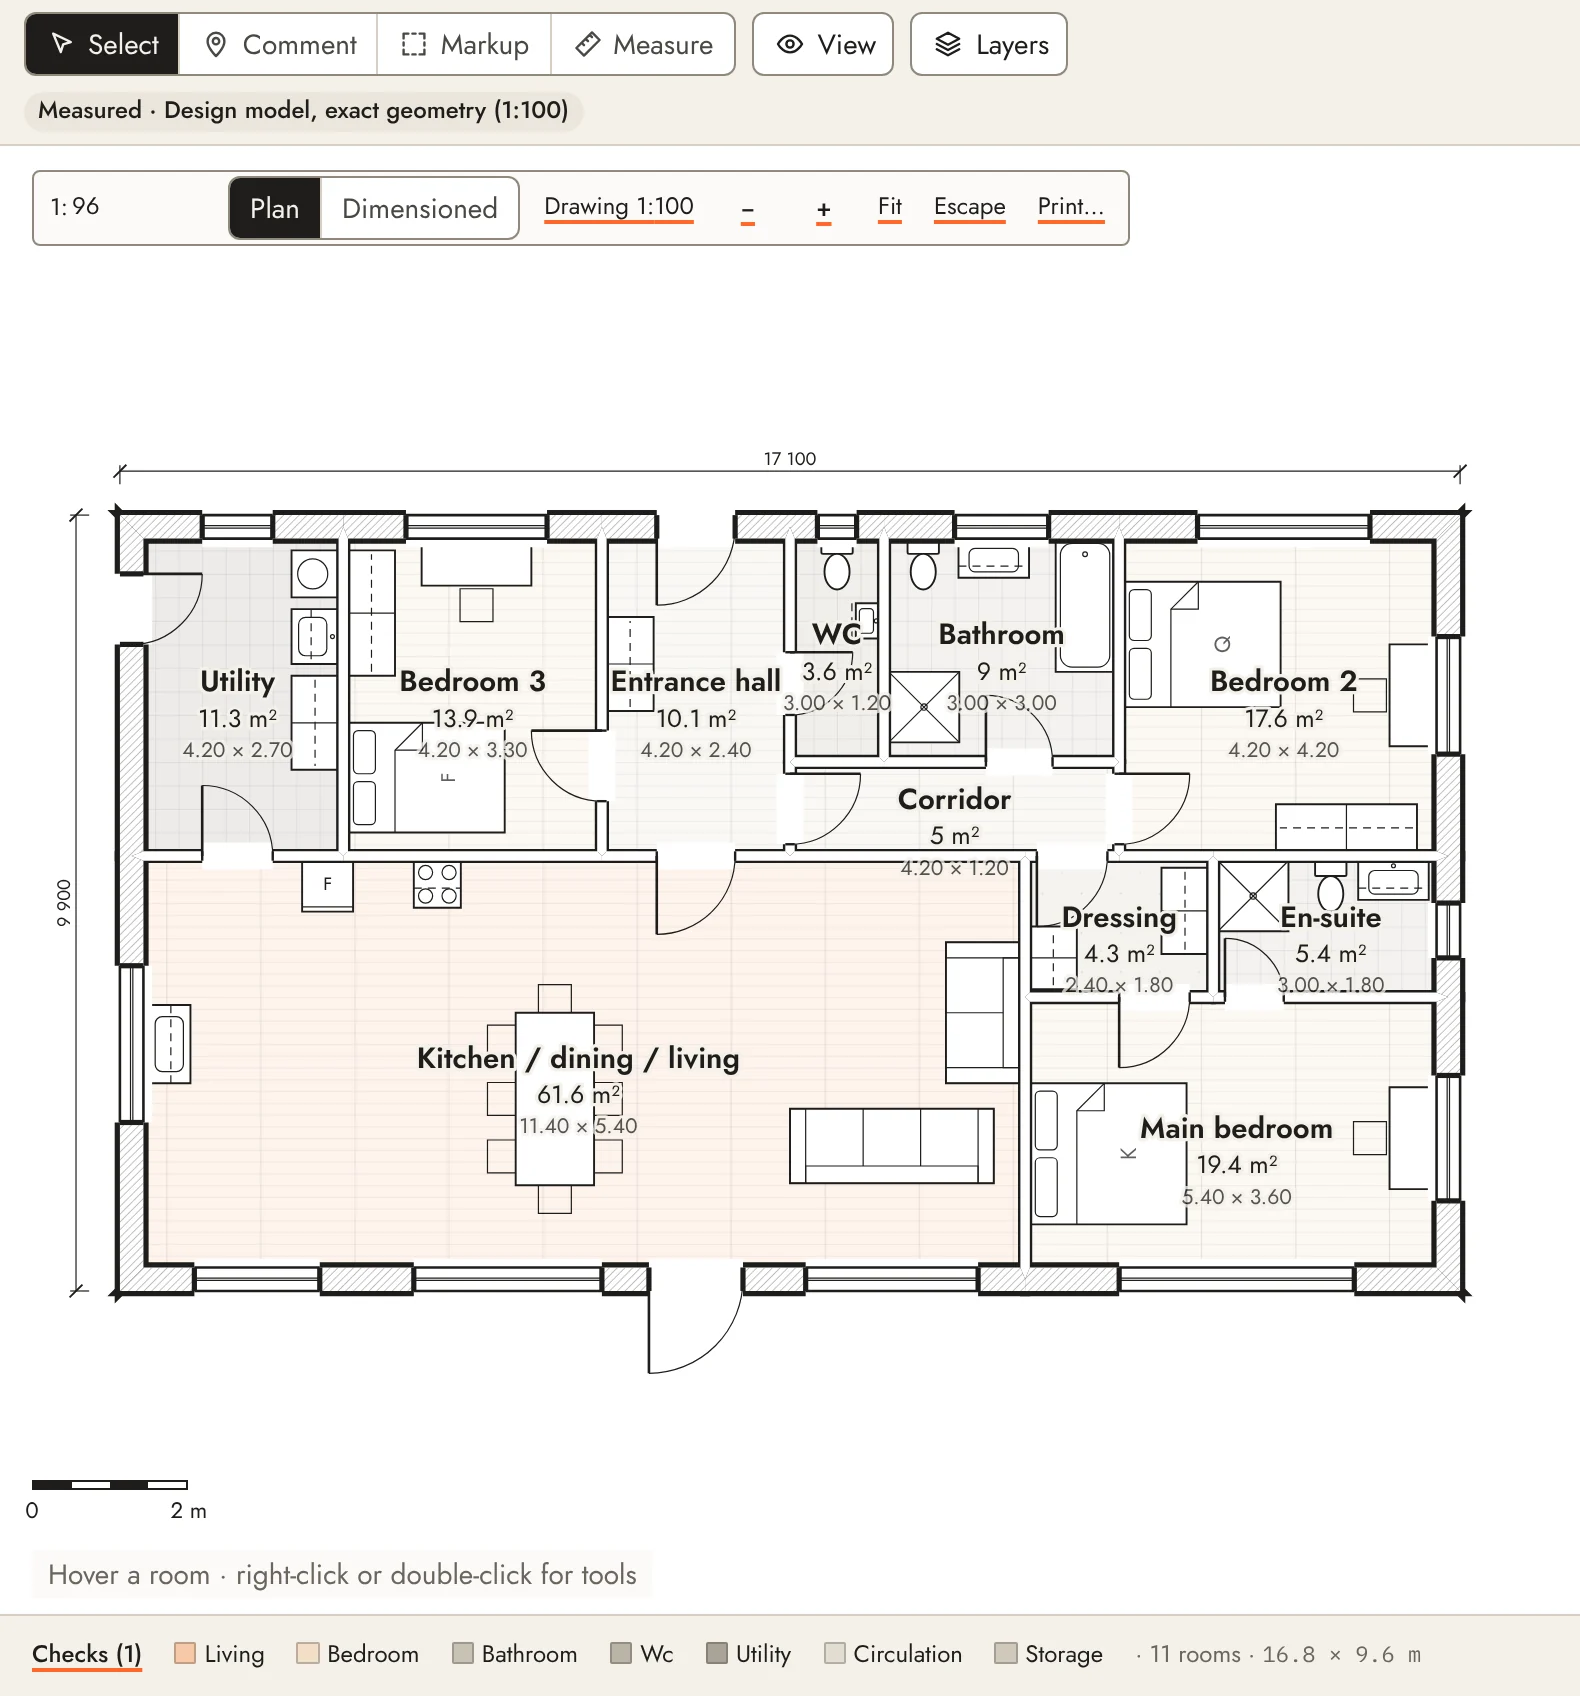 Select Comment Markup Measure View Layers
Measured · Design model, exact geometry (1:100)
1: 96 Plan Dimensioned Drawing 1:100 − + Fit Escape Print...
17 100
9 900
Utility
11.3 m²
4.20 × 2.70
Bedroom 3
13.9 m²
4.20 × 3.30
F
Entrance hall
10.1 m²
4.20 × 2.40
WC
3.6 m²
3.00 × 1.20
Bathroom
9 m²
3.00 × 3.00
Q
Bedroom 2
17.6 m²
4.20 × 4.20
Corridor
5 m²
4.20 × 1.20
F
Dressing
4.3 m²
2.40 × 1.80
En-suite
5.4 m²
3.00 × 1.80
Kitchen / dining / living
61.6 m²
11.40 × 5.40
K
Main bedroom
19.4 m²
5.40 × 3.60
0 2 m
Hover a room · right-click or double-click for tools
Checks (1) Living Bedroom Bathroom Wc Utility Circulation Storage · 11 rooms · 16.8 × 9.6 m